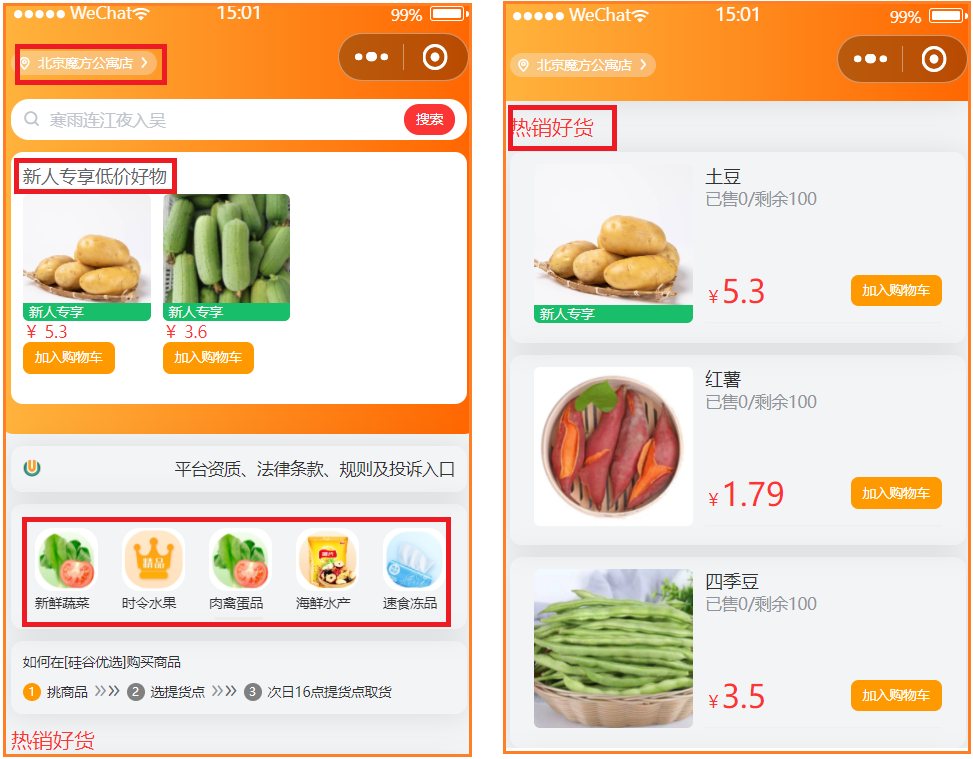 WeChat 15:01 99%
北京魔方公寓店
寒雨连江夜入吴 搜索
新人专享低价好物
新人专享 新人专享
¥ 5.3 ¥ 3.6
加入购物车 加入购物车
平台资质、法律条款、规则及投诉入口
精品
新鲜蔬菜 时令水果 肉禽蛋品 海鲜水产 速食冻品
如何在[硅谷优选]购买商品
1 挑商品 2 选提货点 3 次日16点提货点取货
热销好货
WeChat 15:01 99%
北京魔方公寓店
热销好货
土豆
已售0/剩余100
新人专享
¥5.3 加入购物车
红薯
已售0/剩余100
¥1.79 加入购物车
四季豆
已售0/剩余100
¥3.5 加入购物车